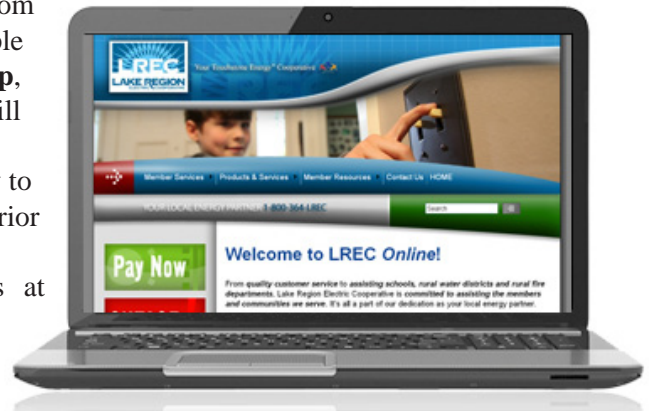 om
ole
p,
ill
to
rior
s at
LREC
LAKE REGION
ELECTRIC COOPERATIVE
Your Touchstone Energy® Cooperative
Member Services Products & Services Member Resources Contact Us HOME
YOUR LOCAL ENERGY PARTNER 1-800-364-LREC
Search
Pay Now
Welcome to LREC Online!
From quality customer service to assisting schools, rural water districts and rural fire
departments, Lake Region Electric Cooperative is committed to assisting the members
and communities we serve. It's all a part of our dedication as your local energy partner.